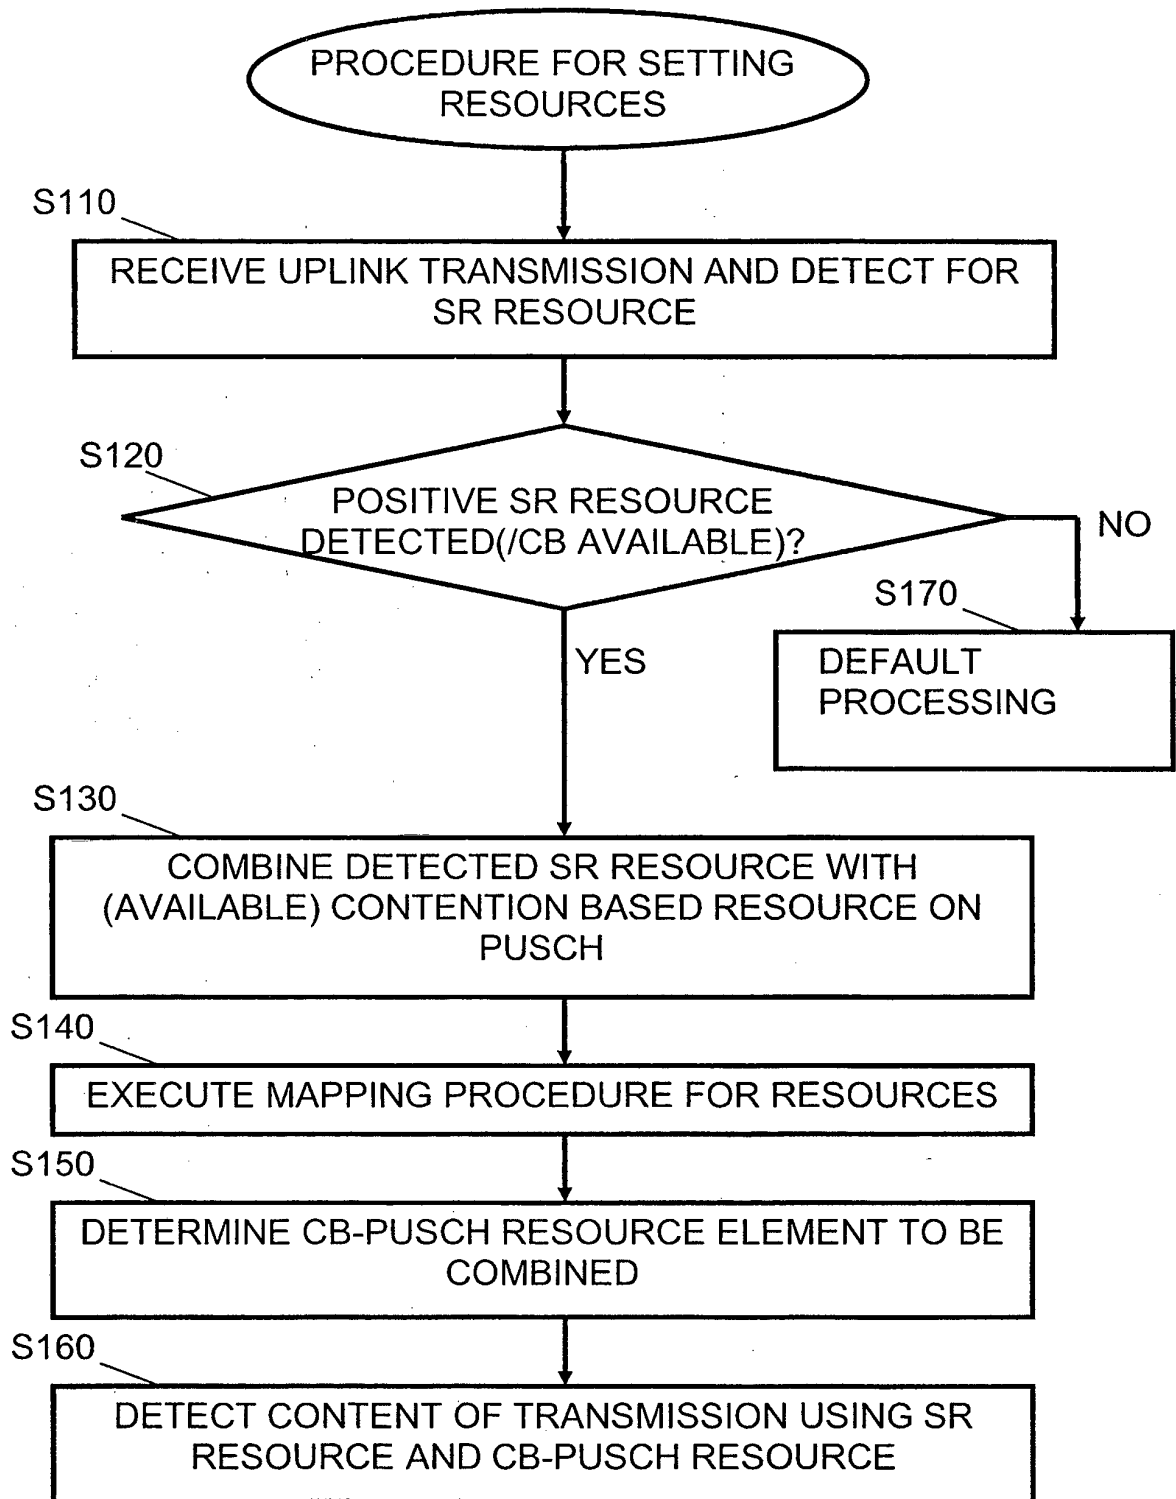 PROCEDURE FOR SETTING
RESOURCES
S110
RECEIVE UPLINK TRANSMISSION AND DETECT FOR
SR RESOURCE
S120
POSITIVE SR RESOURCE
DETECTED(/CB AVAILABLE)?
NO
S170
DEFAULT
PROCESSING
YES
S130
COMBINE DETECTED SR RESOURCE WITH
(AVAILABLE) CONTENTION BASED RESOURCE ON
PUSCH
S140
EXECUTE MAPPING PROCEDURE FOR RESOURCES
S150
DETERMINE CB-PUSCH RESOURCE ELEMENT TO BE
COMBINED
S160
DETECT CONTENT OF TRANSMISSION USING SR
RESOURCE AND CB-PUSCH RESOURCE